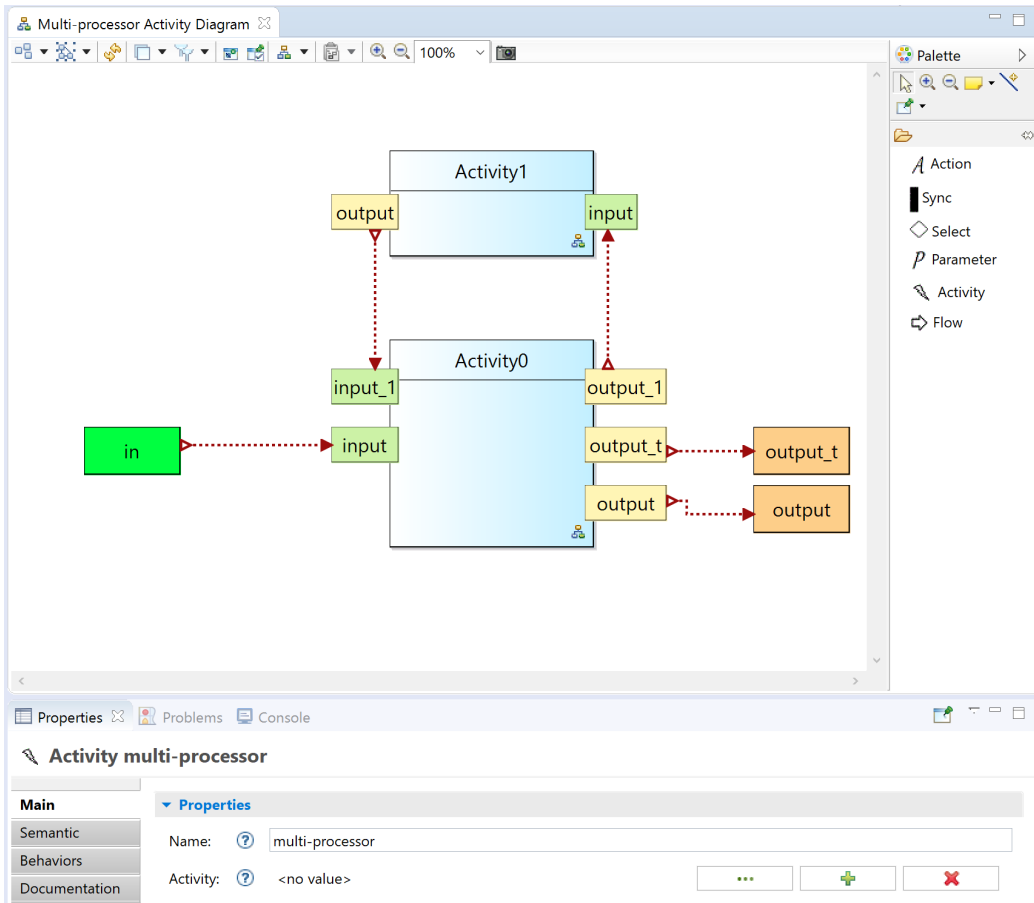 Multi-processor Activity Diagram
100%
Palette
Action
Sync
Select
Parameter
Activity
Flow
Activity1
output
input
Activity0
input_1
output_1
in
input
output_t
output_t
output
output
Properties
Problems
Console
Activity multi-processor
Main
Semantic
Behaviors
Documentation
Properties
Name:
multi-processor
Activity:
<no value>